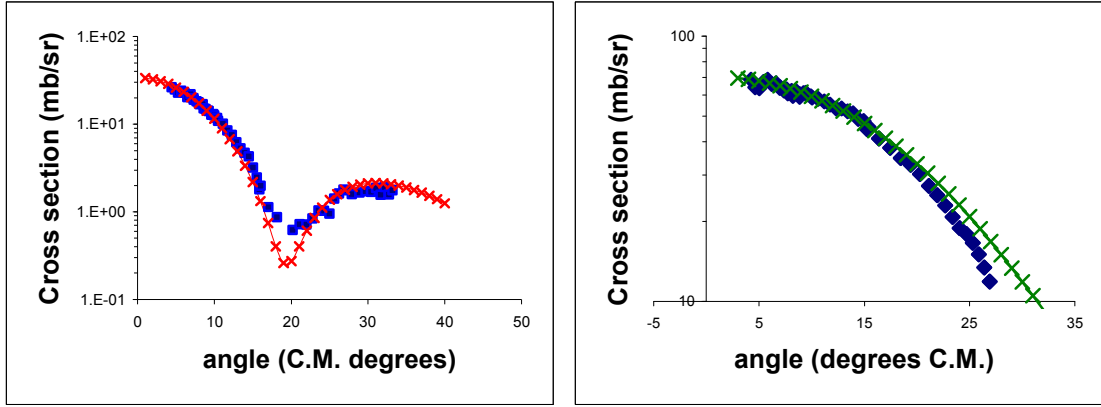 Cross section (mb/sr)
1.E+02
1.E+01
1.E+00
1.E-01
0
10
20
30
40
50
angle (C.M. degrees)
Cross section (mb/sr)
100
10
-5
5
15
25
35
angle (degrees C.M.)